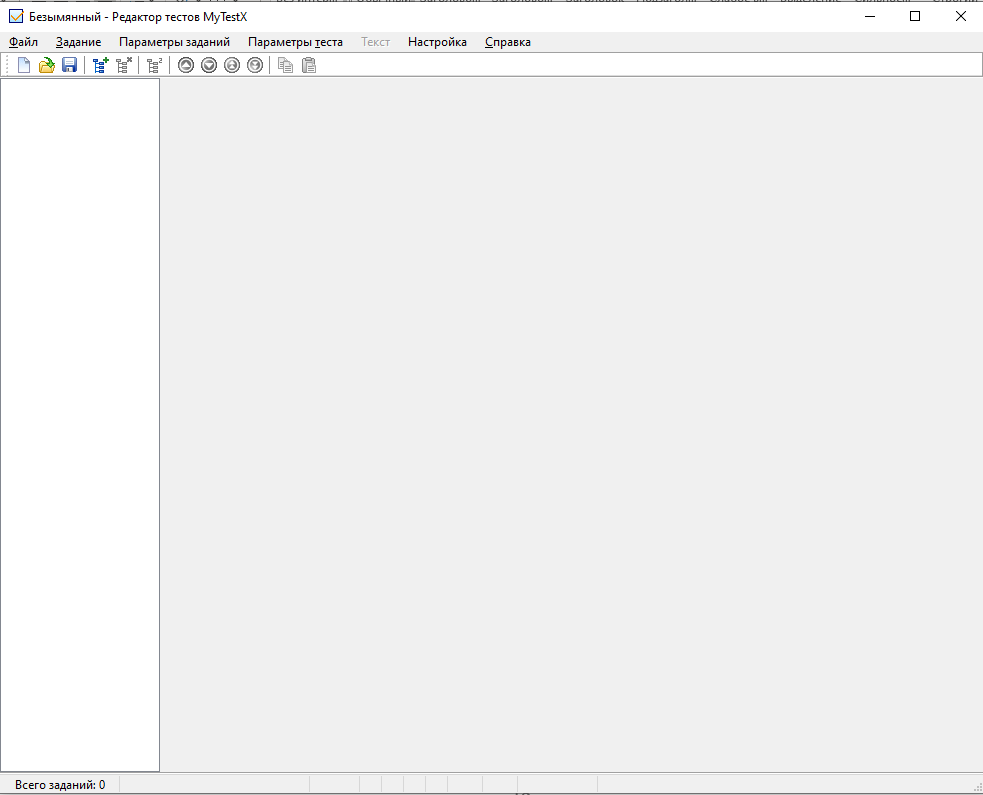 Безымянный - Редактор тестов MyTestX
Файл Задание Параметры заданий Параметры теста Текст Настройка Справка
Всего заданий: 0